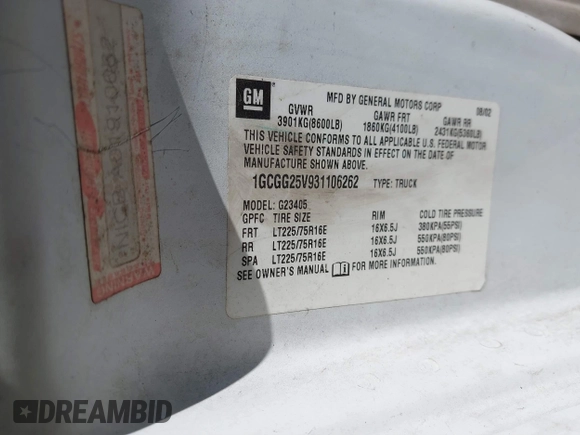 GM
MFD BY GENERAL MOTORS CORP
08/02
GVWR GAWR FRT GAWR RR
3901KG(8600LB) 1860KG(4100LB) 2431KG(5360LB)
THIS VEHICLE CONFORMS TO ALL APPLICABLE U.S. FEDERAL MOTOR
VEHICLE SAFETY STANDARDS IN EFFECT ON THE DATE OF
MANUFACTURE SHOWN ABOVE.
1GCGG25V931106262 TYPE: TRUCK
MODEL: G23405
GPFC TIRE SIZE RIM COLD TIRE PRESSURE
FRT LT225/75R16E 16X6.5J 380KPA(55PSI)
RR LT225/75R16E 16X6.5J 550KPA(80PSI)
SPA LT225/75R16E 16X6.5J 550KPA(80PSI)
SEE OWNER'S MANUAL FOR MORE INFORMATION.
DREAMBID